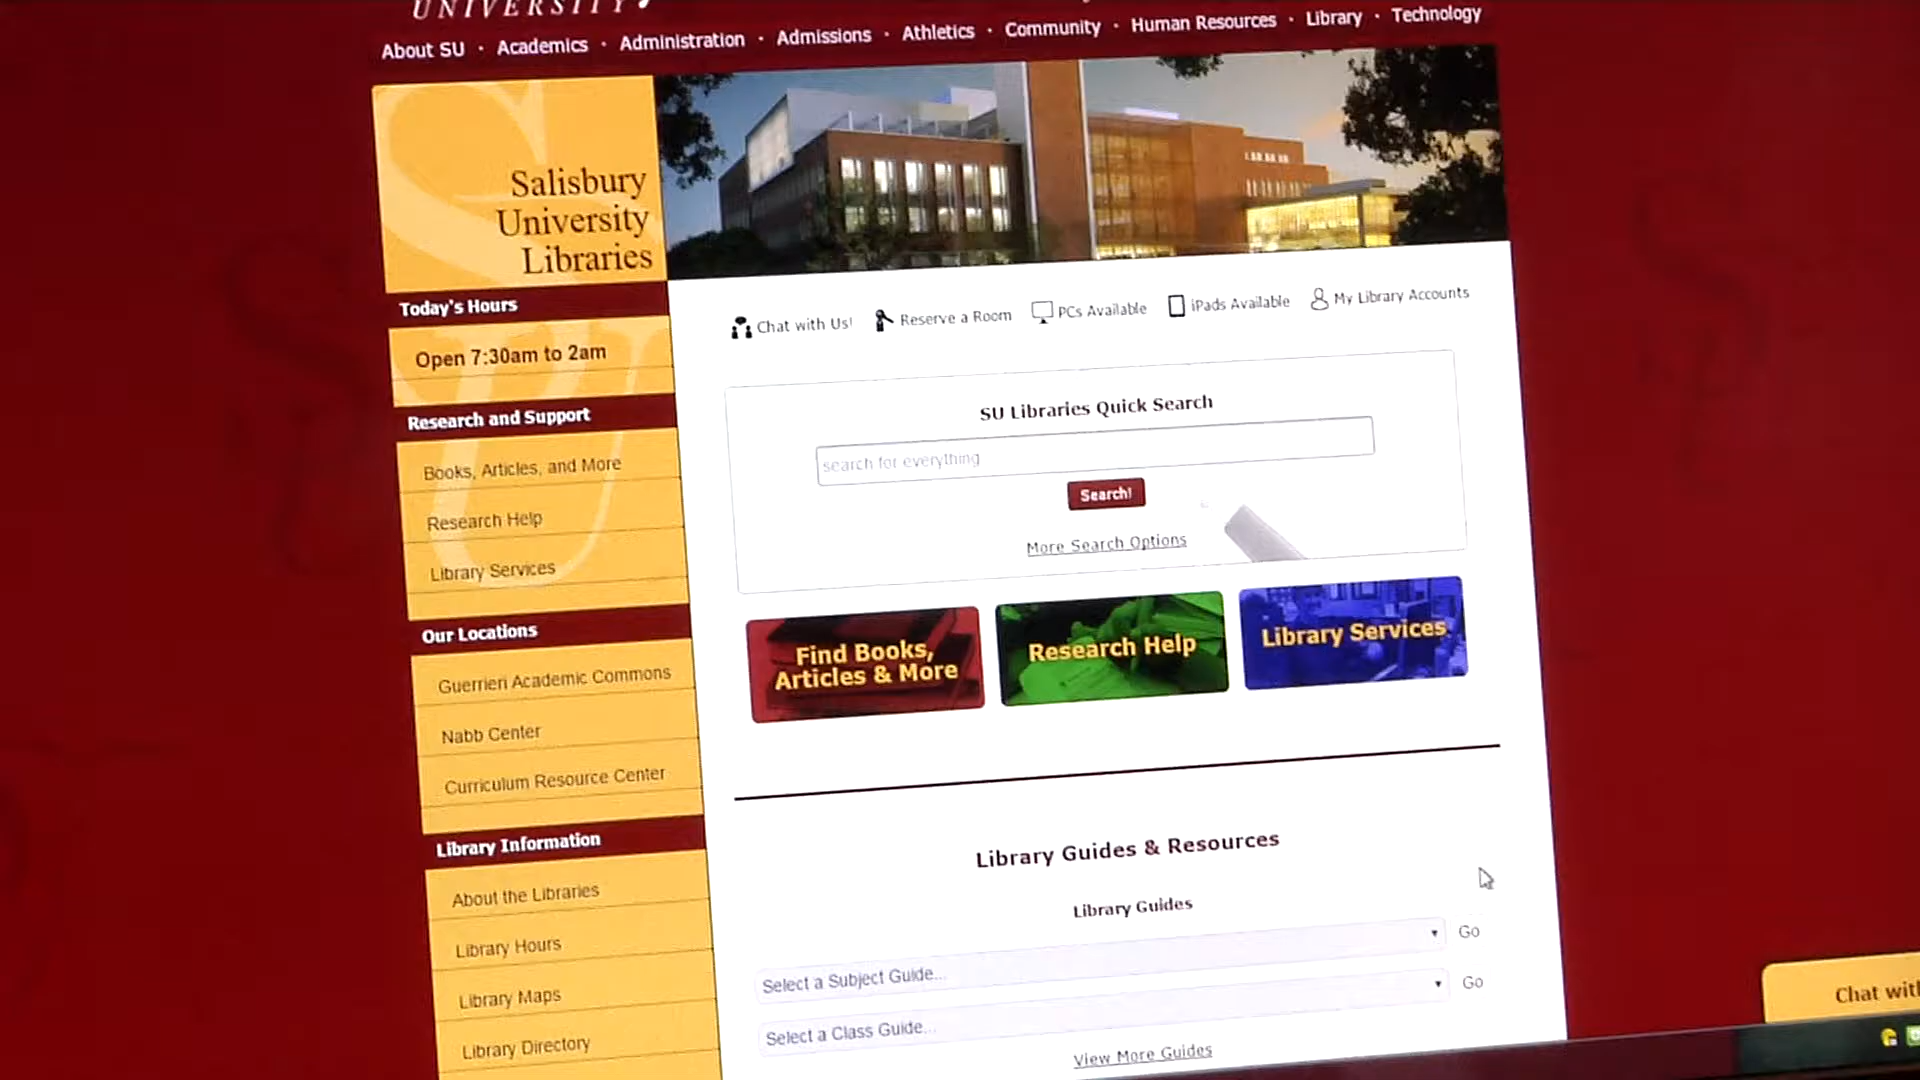 UNIVERSITY
About SU · Academics · Administration · Admissions · Athletics · Community · Human Resources · Library · Technology
Salisbury
University
Libraries
Today's Hours
Open 7:30am to 2am
Research and Support
Books, Articles, and More
Research Help
Library Services
Our Locations
Guerrieri Academic Commons
Nabb Center
Curriculum Resource Center
Library Information
About the Libraries
Library Hours
Library Maps
Library Directory
Chat with Us! Reserve a Room PCs Available iPads Available My Library Accounts
SU Libraries Quick Search
search for everything
Search!
More Search Options
Find Books,
Articles & More
Research Help
Library Services
Library Guides & Resources
Library Guides
Select a Subject Guide... Go
Select a Class Guide... Go
View More Guides
Chat with